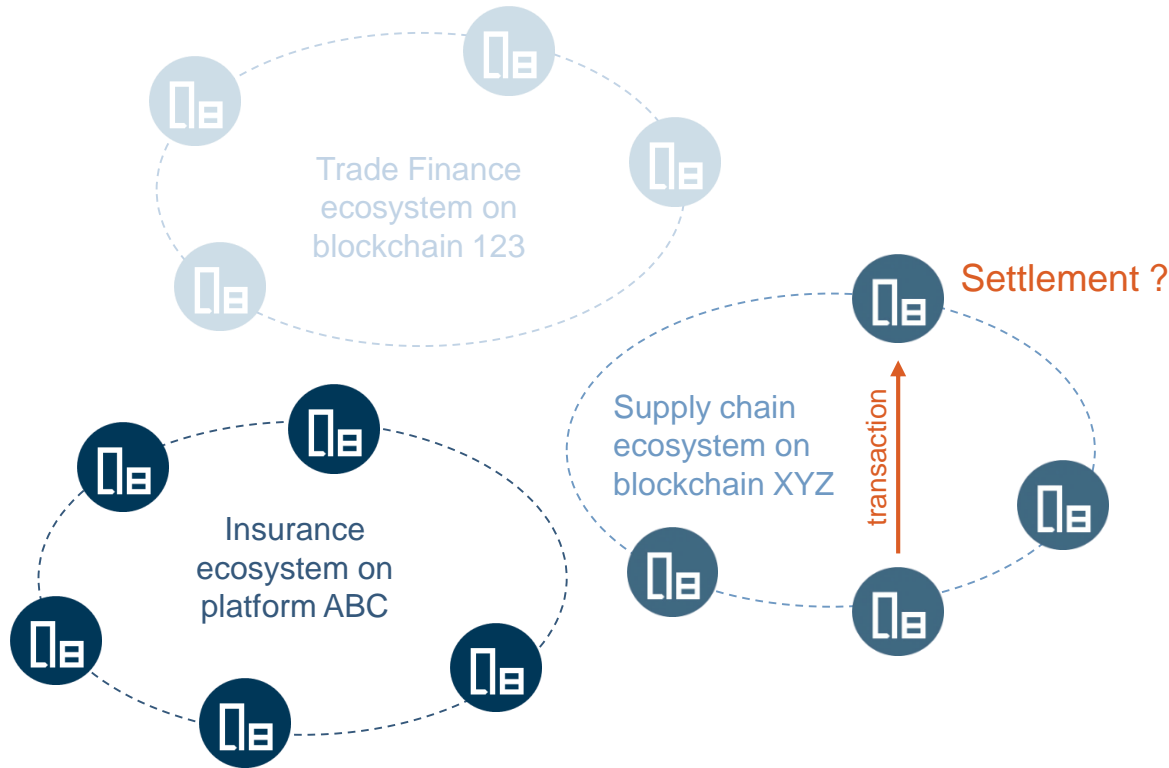 Trade Finance
ecosystem on
blockchain 123
Settlement ?
Supply chain
ecosystem on
blockchain XYZ
transaction
Insurance
ecosystem on
platform ABC